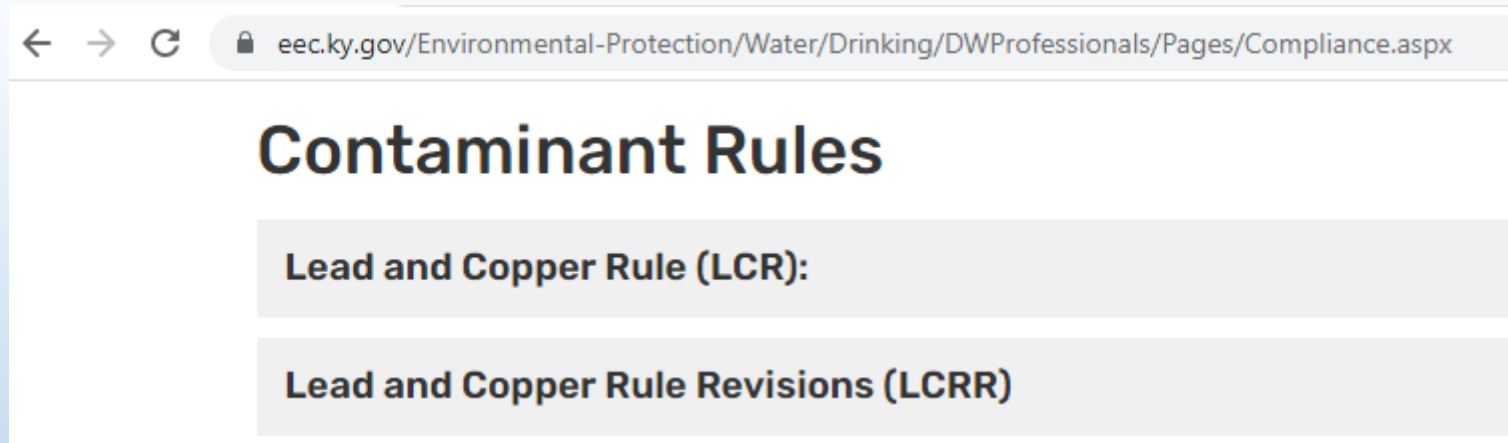 eec.ky.gov/Environmental-Protection/Water/Drinking/DWProfessionals/Pages/Compliance.aspx
Contaminant Rules
Lead and Copper Rule (LCR):
Lead and Copper Rule Revisions (LCRR)